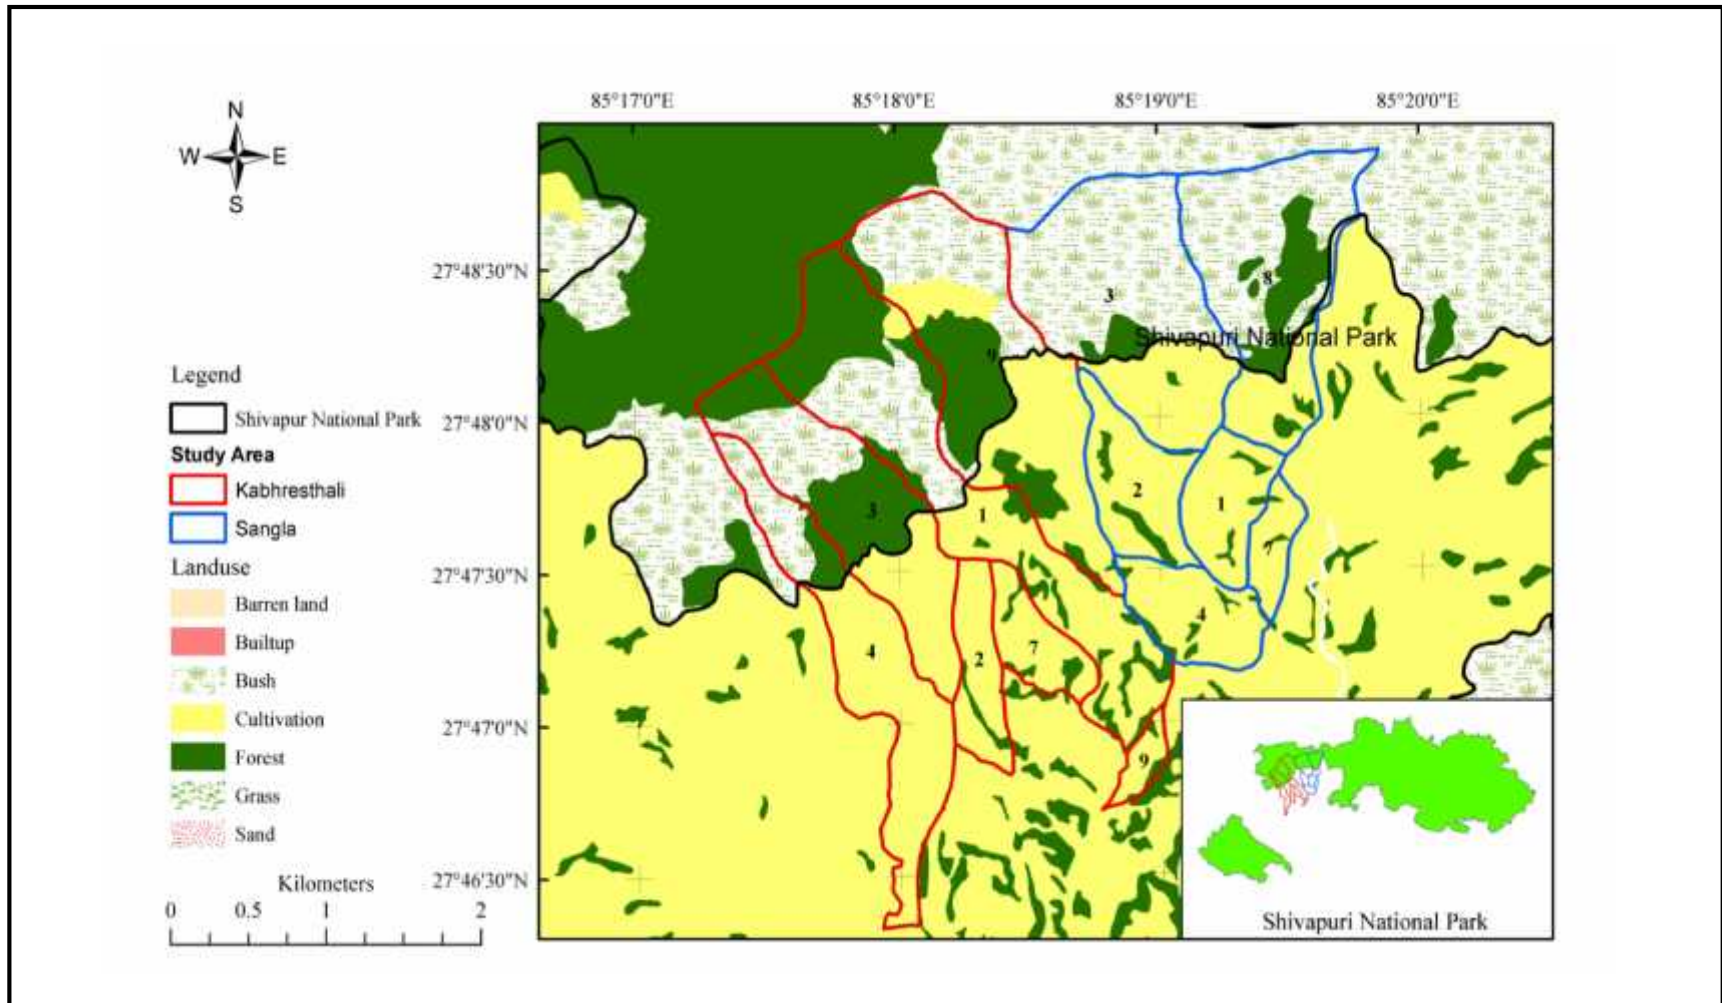 N
W E
S
85°17'0"E 85°18'0"E 85°19'0"E 85°20'0"E
27°48'30"N
27°48'0"N
27°47'30"N
27°47'0"N
27°46'30"N
Legend
Shivapur National Park
Study Area
Kabhresthali
Sangla
Landuse
Barren land
Builtup
Bush
Cultivation
Forest
Grass
Sand
Kilometers
0 0.5 1 2
8
3
Shivapuri National Park
9
2
1
3
1
7
4
4
2
7
9
Shivapuri National Park